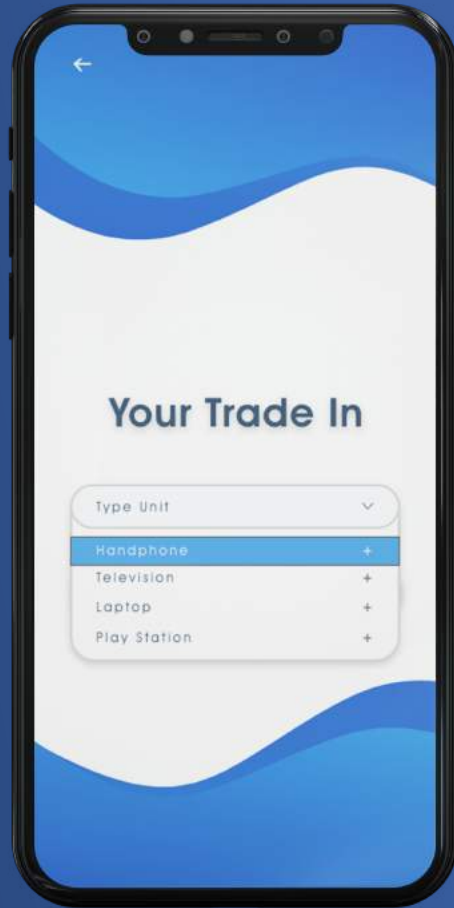 Your Trade In
Type Unit
Handphone +
Television +
Laptop +
Play Station +